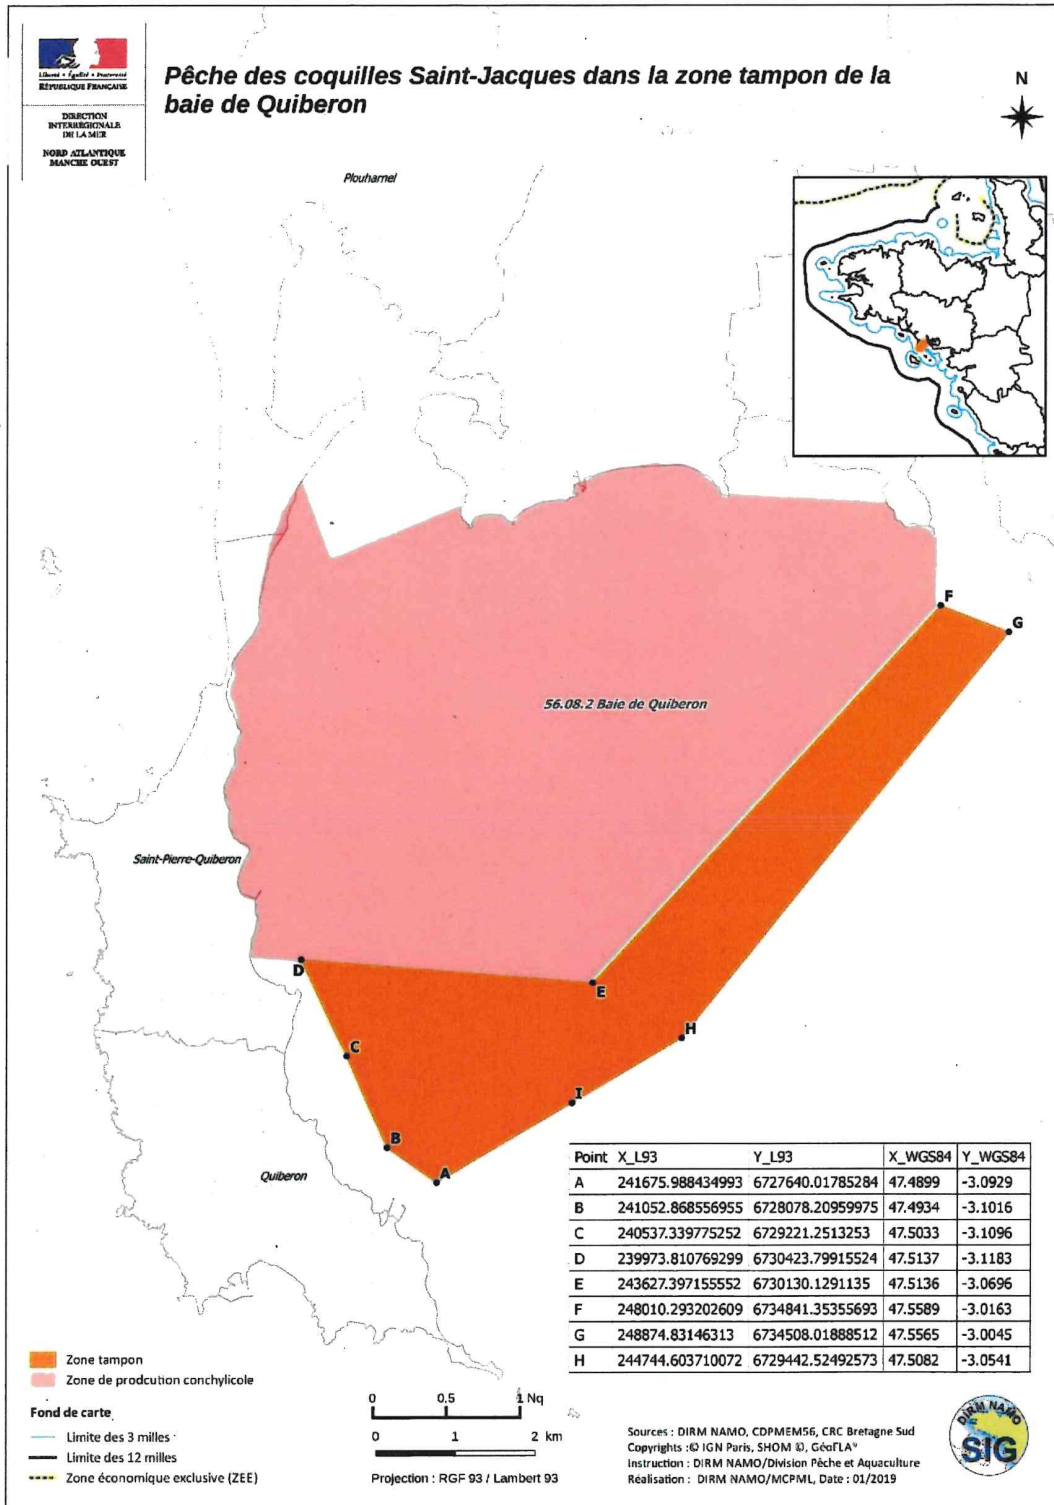 Liberté • Égalité • Fraternité
RÉPUBLIQUE FRANÇAISE
DIRECTION
INTERRÉGIONALE
DE LA MER
NORD ATLANTIQUE
MANCHE OUEST
Pêche des coquilles Saint-Jacques dans la zone tampon de la
baie de Quiberon
N
Plouharnel
F
G
56.08.2 Baie de Quiberon
Saint-Pierre-Quiberon
D
E
H
C
I
B
A
Quiberon
Point X_L93 Y_L93 X_WGS84 Y_WGS84
A 241675.988434993 6727640.01785284 47.4899 -3.0929
B 241052.868556955 6728078.20959975 47.4934 -3.1016
C 240537.339775252 6729221.2513253 47.5033 -3.1096
D 239973.810769299 6730423.79915524 47.5137 -3.1183
E 243627.397155552 6730130.1291135 47.5136 -3.0696
F 248010.293202609 6734841.35355693 47.5589 -3.0163
G 248874.83146313 6734508.01888512 47.5565 -3.0045
H 244744.603710072 6729442.52492573 47.5082 -3.0541
Zone tampon
Zone de prodcution conchylicole
Fond de carte
Limite des 3 milles
Limite des 12 milles
Zone économique exclusive (ZEE)
0 0,5 1 Nq
0 1 2 km
Projection : RGF 93 / Lambert 93
Sources : DIRM NAMO, CDPMEM56, CRC Bretagne Sud
Copyrights :© IGN Paris, SHOM ©, GéoFLA®
Instruction : DIRM NAMO/Division Pêche et Aquaculture
Réalisation : DIRM NAMO/MCPML, Date : 01/2019
DIRM NAMO
SIG